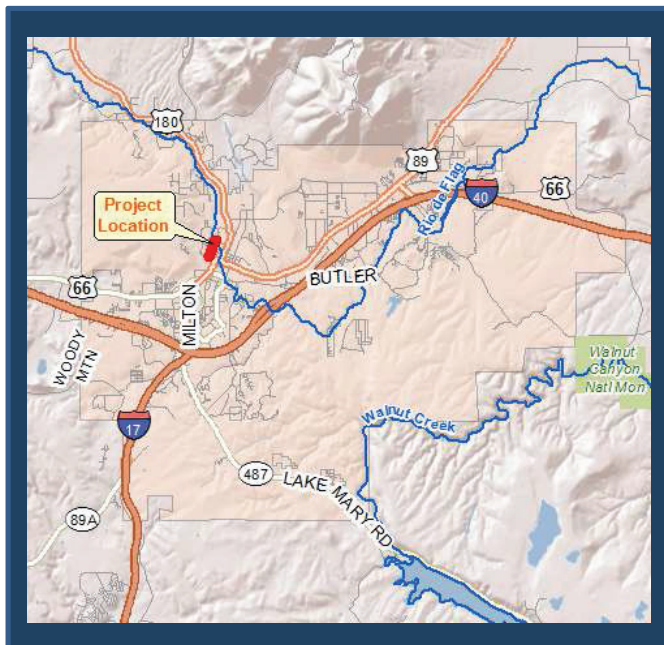 180
89
Rio de Flag
40
66
Project
Location
BUTLER
66
MILTON
WOODY
MTN
Walnut
Canyon
Natl Mon
17
Walnut Creek
487
LAKE MARY RD
89A